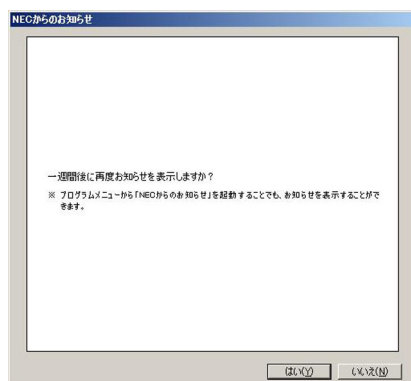 NECからのお知らせ
一週間後に再度お知らせを表示しますか？
※ プログラムメニューから「NECからのお知らせ」を起動することでも、お知らせを表示することがで
きます。
はい(Y) いいえ(N)